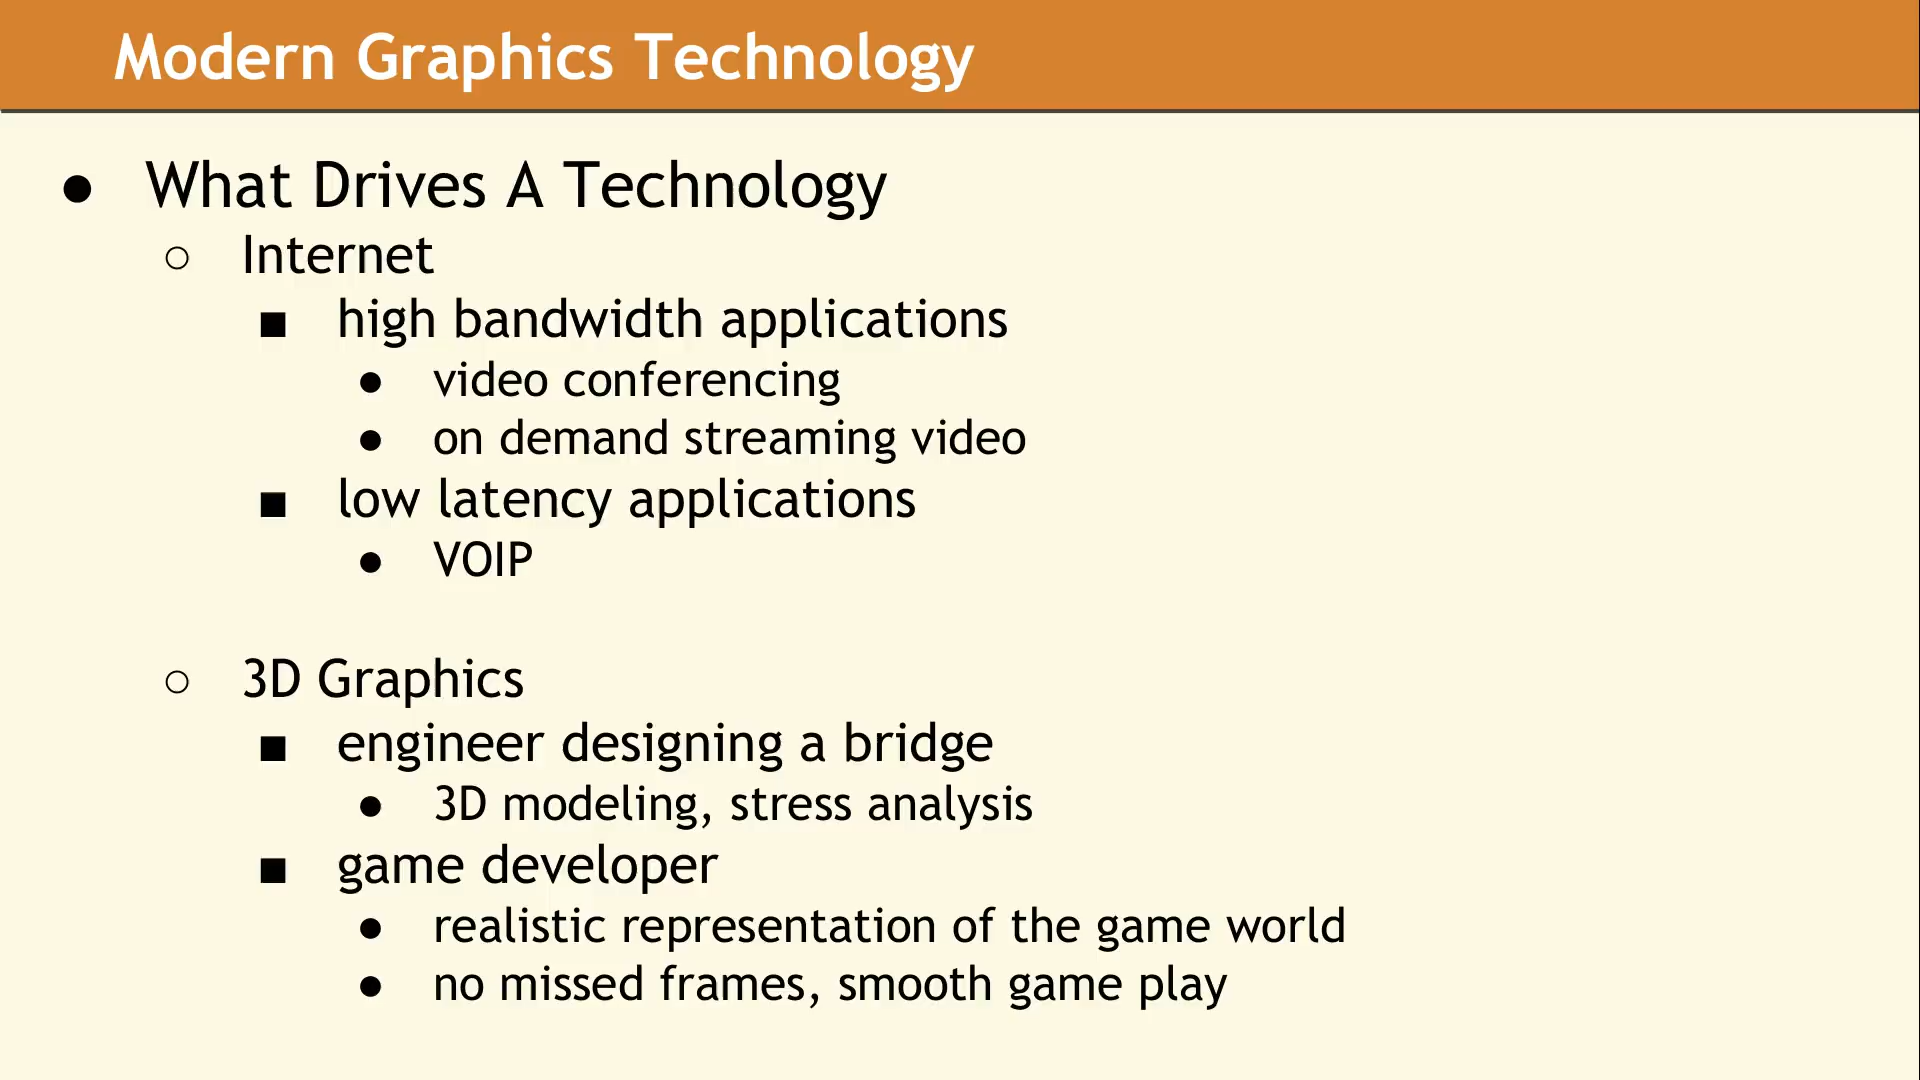 Modern Graphics Technology
● What Drives A Technology
○ Internet
■ high bandwidth applications
● video conferencing
● on demand streaming video
■ low latency applications
● VOIP
○ 3D Graphics
■ engineer designing a bridge
● 3D modeling, stress analysis
■ game developer
● realistic representation of the game world
● no missed frames, smooth game play